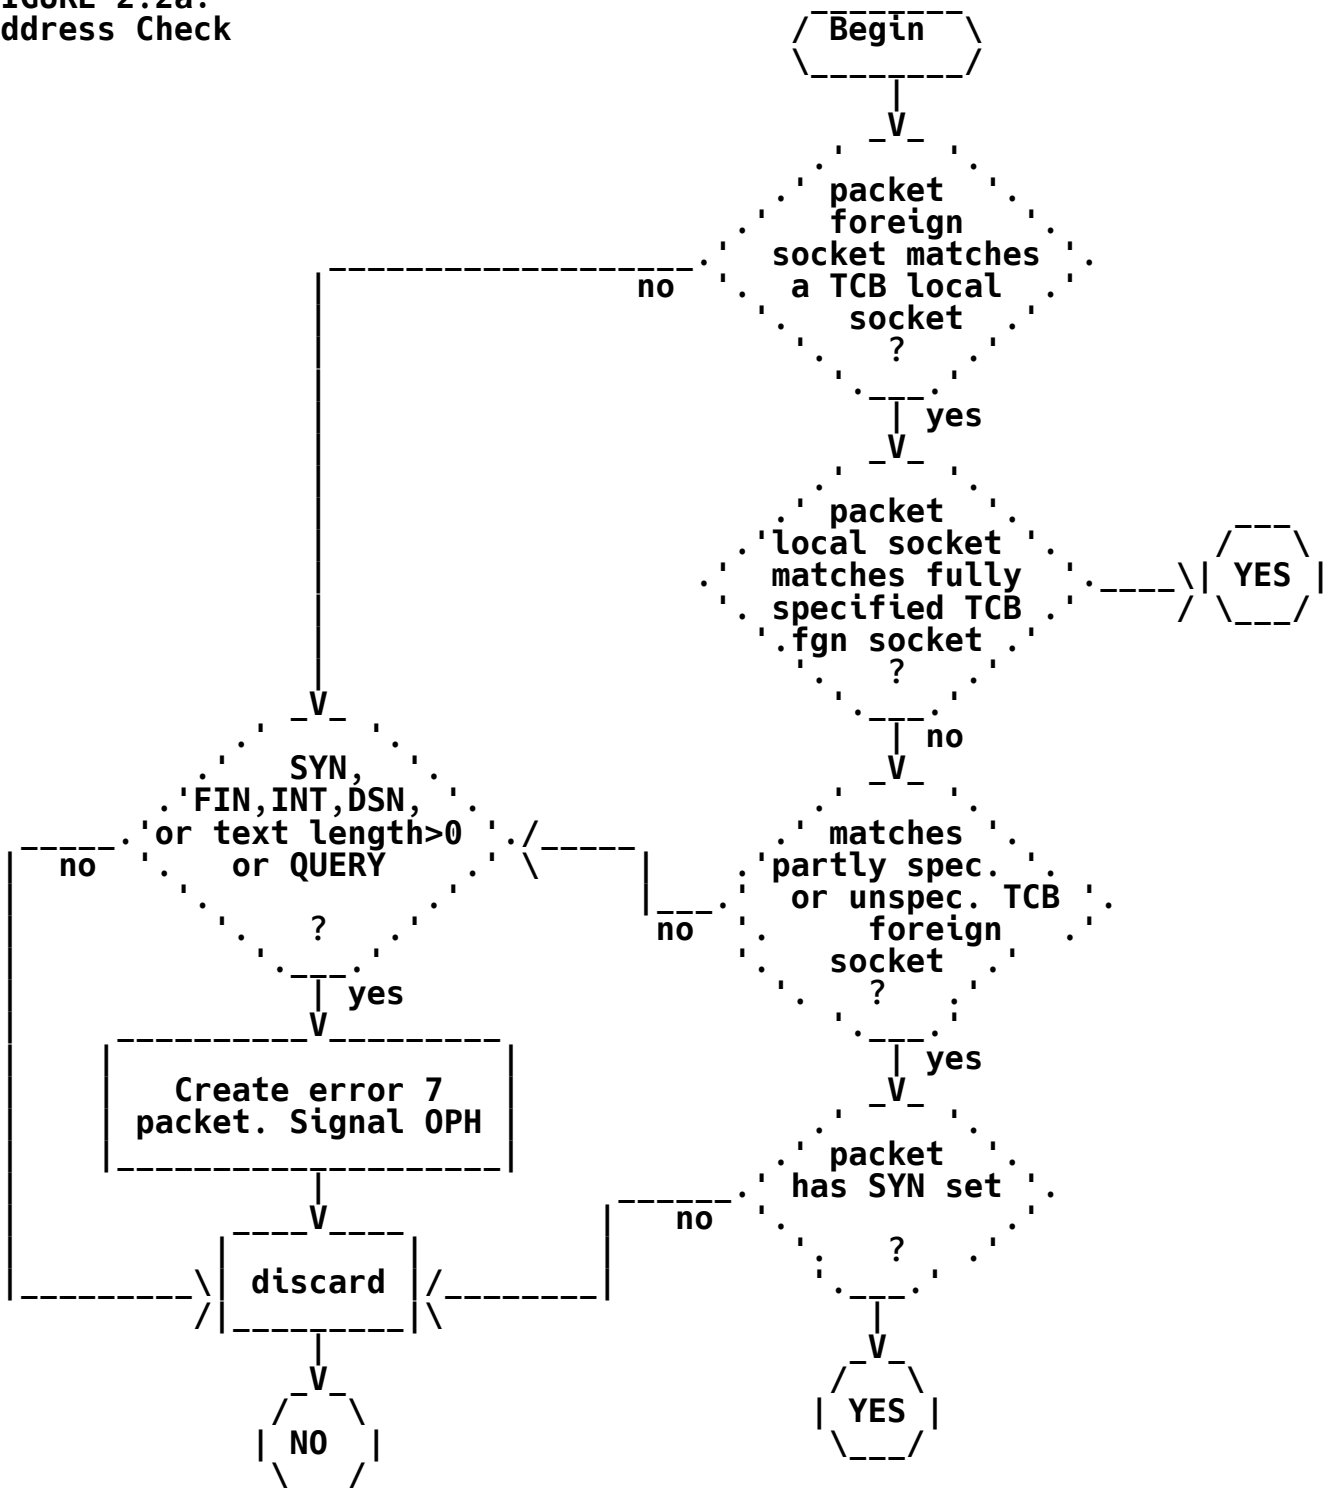 IGURE 2.2a.
ddress Check
Begin
packet
foreign
socket matches
a TCB local
socket
?
no
yes
packet
local socket
matches fully
specified TCB
fgn socket
?
YES
no
SYN,
FIN,INT,DSN,
or text length>0
or QUERY
?
no
yes
matches
partly spec.
or unspec. TCB
foreign
socket
?
no
yes
Create error 7
packet. Signal OPH
packet
has SYN set
?
no
discard
YES
NO